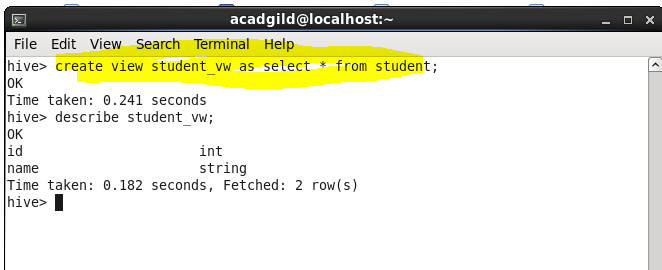 acadgild@localhost:~
File Edit View Search Terminal Help
hive> create view student_vw as select * from student;
OK
Time taken: 0.241 seconds
hive> describe student_vw;
OK
id                      int
name                    string
Time taken: 0.182 seconds, Fetched: 2 row(s)
hive>